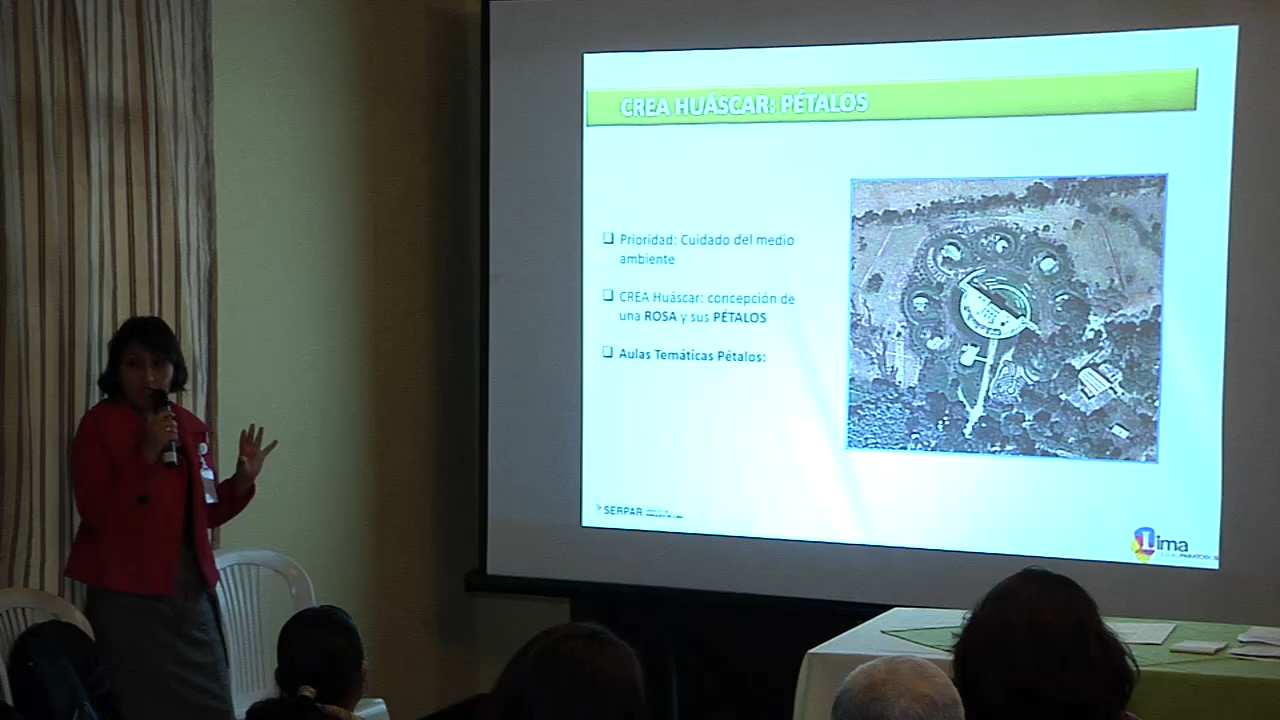 CREA HUÁSCAR: PÉTALOS
❑ Prioridad: Cuidado del medio
ambiente
❑ CREA Huáscar: concepción de
una ROSA y sus PÉTALOS
❑ Aulas Temáticas Pétalos:
SERPAR
Lima